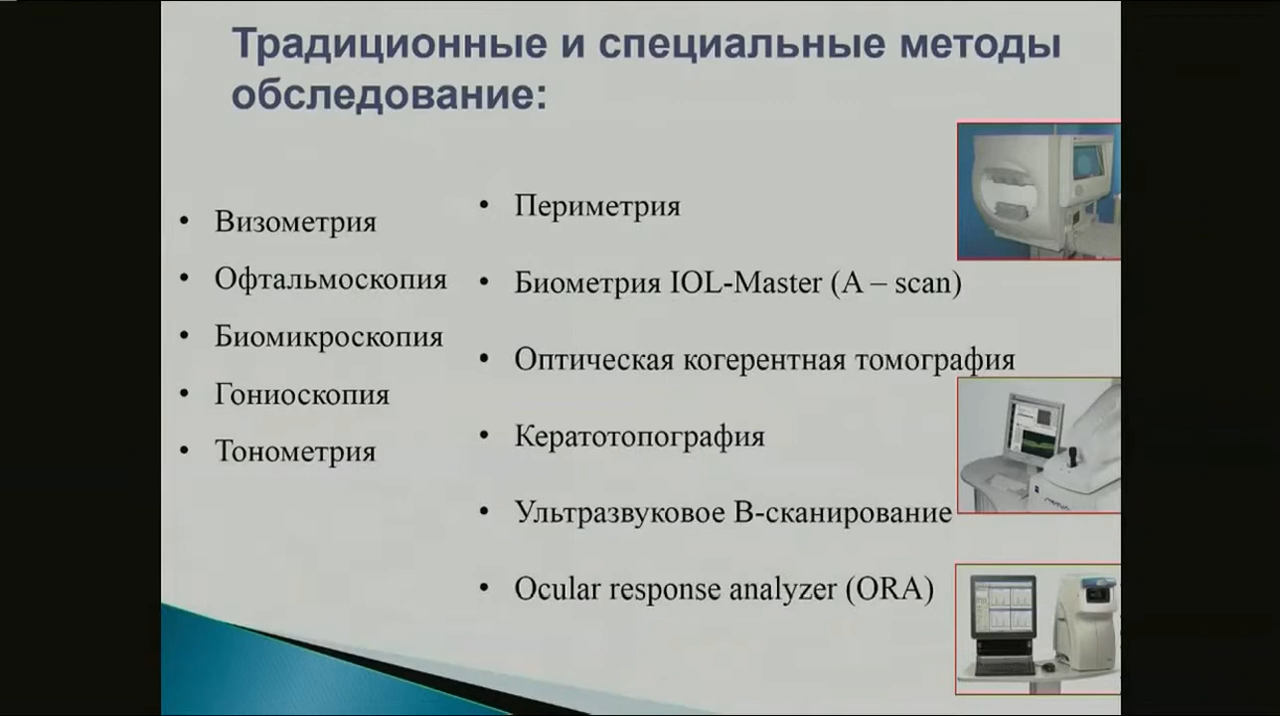 Традиционные и специальные методы
обследование:
• Визометрия
• Офтальмоскопия
• Биомикроскопия
• Гониоскопия
• Тонометрия
• Периметрия
• Биометрия IOL-Master (A – scan)
• Оптическая когерентная томография
• Кератотопография
• Ультразвуковое В-сканирование
• Ocular response analyzer (ORA)